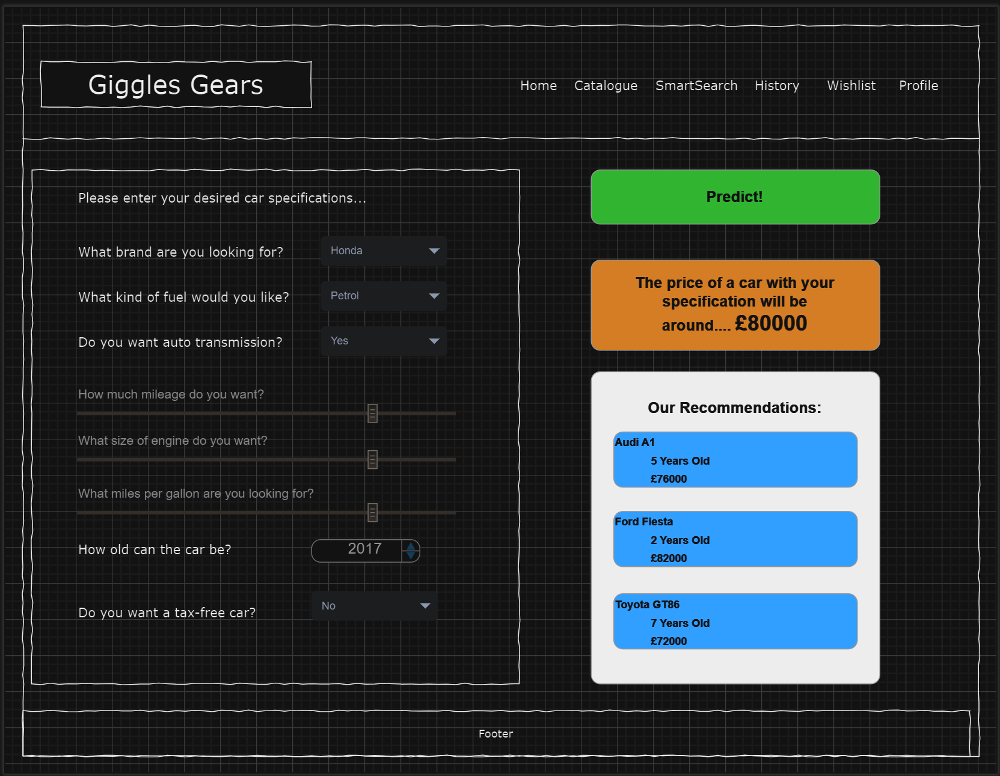 Giggles Gears
Home Catalogue SmartSearch History Wishlist Profile
Please enter your desired car specifications...
What brand are you looking for? Honda
What kind of fuel would you like? Petrol
Do you want auto transmission? Yes
How much mileage do you want?
What size of engine do you want?
What miles per gallon are you looking for?
How old can the car be? 2017
Do you want a tax-free car? No
Predict!
The price of a car with your
specification will be
around.... £80000
Our Recommendations:
Audi A1
5 Years Old
£76000
Ford Fiesta
2 Years Old
£82000
Toyota GT86
7 Years Old
£72000
Footer